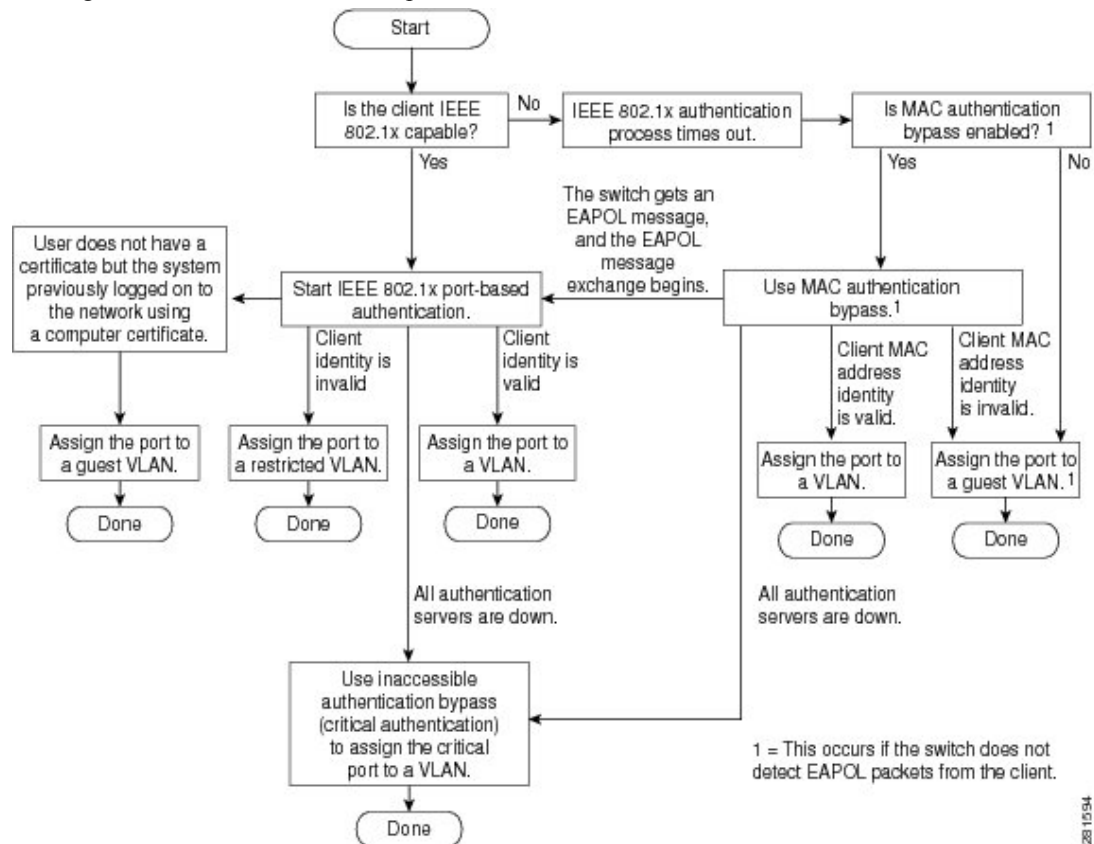 Start
Is the client IEEE
802.1x capable?
No
IEEE 802.1x authentication
process times out.
Is MAC authentication
bypass enabled? 1
Yes
Yes
No
The switch gets an
EAPOL message,
and the EAPOL
message
exchange begins.
User does not have a
certificate but the system
previously logged on to
the network using
a computer certificate.
Start IEEE 802.1x port-based
authentication.
Use MAC authentication
bypass.1
Client
identity is
invalid
Client
identity is
valid
Client MAC
address
identity
is valid.
Client MAC
address
identity
is invalid.
Assign the port to
a guest VLAN.
Assign the port to
a restricted VLAN.
Assign the port to
a VLAN.
Assign the port to
a VLAN.
Assign the port to
a guest VLAN.1
Done
Done
Done
Done
Done
All authentication
servers are down.
All authentication
servers are down.
Use inaccessible
authentication bypass
(critical authentication)
to assign the critical
port to a VLAN.
1 = This occurs if the switch does not
detect EAPOL packets from the client.
Done
281594